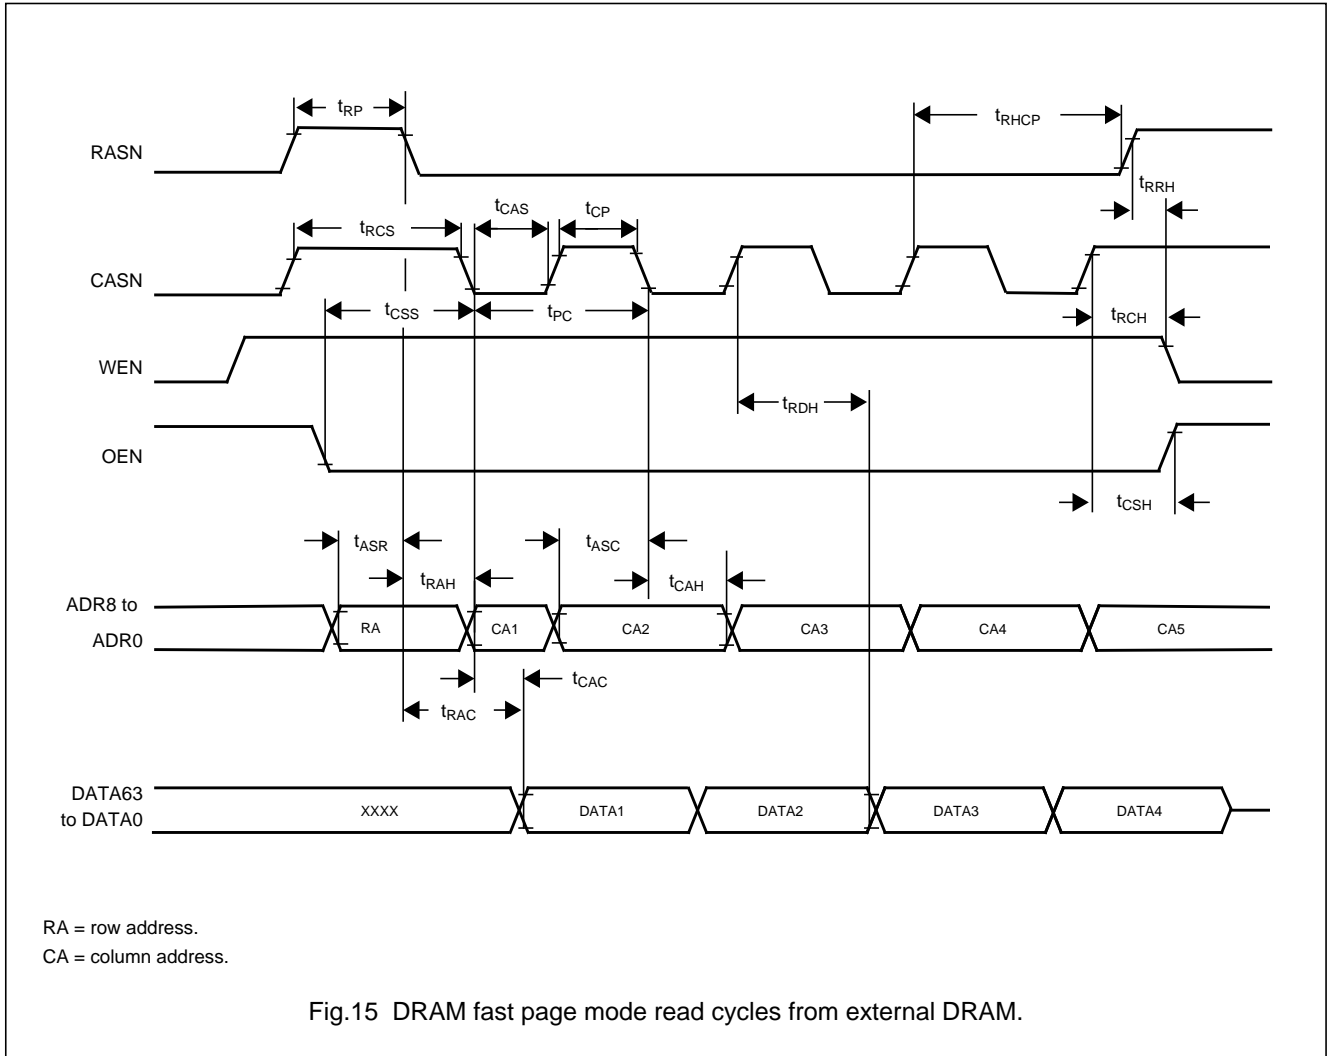 tRP
tRHCP
RASN
tRRH
tCAS
tCP
tRCS
CASN
tCSS
tPC
tRCH
WEN
tRDH
OEN
tCSH
tASR
tASC
tRAH
tCAH
ADR8 to
ADR0
RA
CA1
CA2
CA3
CA4
CA5
tCAC
tRAC
DATA63
to DATA0
XXXX
DATA1
DATA2
DATA3
DATA4
RA = row address.
CA = column address.
Fig.15 DRAM fast page mode read cycles from external DRAM.